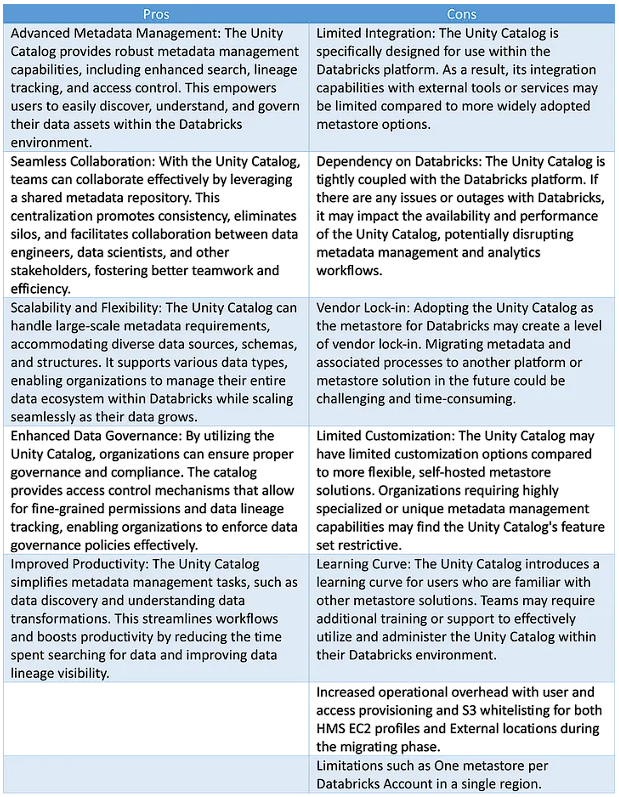 Pros
Cons
Advanced Metadata Management: The Unity
Catalog provides robust metadata management
capabilities, including enhanced search, lineage
tracking, and access control. This empowers
users to easily discover, understand, and govern
their data assets within the Databricks
environment.
Limited Integration: The Unity Catalog is
specifically designed for use within the
Databricks platform. As a result, its integration
capabilities with external tools or services may
be limited compared to more widely adopted
metastore options.
Seamless Collaboration: With the Unity Catalog,
teams can collaborate effectively by leveraging
a shared metadata repository. This
centralization promotes consistency, eliminates
silos, and facilitates collaboration between data
engineers, data scientists, and other
stakeholders, fostering better teamwork and
efficiency.
Dependency on Databricks: The Unity Catalog is
tightly coupled with the Databricks platform. If
there are any issues or outages with Databricks,
it may impact the availability and performance
of the Unity Catalog, potentially disrupting
metadata management and analytics
workflows.
Scalability and Flexibility: The Unity Catalog can
handle large-scale metadata requirements,
accommodating diverse data sources, schemas,
and structures. It supports various data types,
enabling organizations to manage their entire
data ecosystem within Databricks while scaling
seamlessly as their data grows.
Vendor Lock-in: Adopting the Unity Catalog as
the metastore for Databricks may create a level
of vendor lock-in. Migrating metadata and
associated processes to another platform or
metastore solution in the future could be
challenging and time-consuming.
Enhanced Data Governance: By utilizing the
Unity Catalog, organizations can ensure proper
governance and compliance. The catalog
provides access control mechanisms that allow
for fine-grained permissions and data lineage
tracking, enabling organizations to enforce data
governance policies effectively.
Limited Customization: The Unity Catalog may
have limited customization options compared
to more flexible, self-hosted metastore
solutions. Organizations requiring highly
specialized or unique metadata management
capabilities may find the Unity Catalog's feature
set restrictive.
Improved Productivity: The Unity Catalog
simplifies metadata management tasks, such as
data discovery and understanding data
transformations. This streamlines workflows
and boosts productivity by reducing the time
spent searching for data and improving data
lineage visibility.
Learning Curve: The Unity Catalog introduces a
learning curve for users who are familiar with
other metastore solutions. Teams may require
additional training or support to effectively
utilize and administer the Unity Catalog within
their Databricks environment.
Increased operational overhead with user and
access provisioning and S3 whitelisting for both
HMS EC2 profiles and External locations during
the migrating phase.
Limitations such as One metastore per
Databricks Account in a single region.